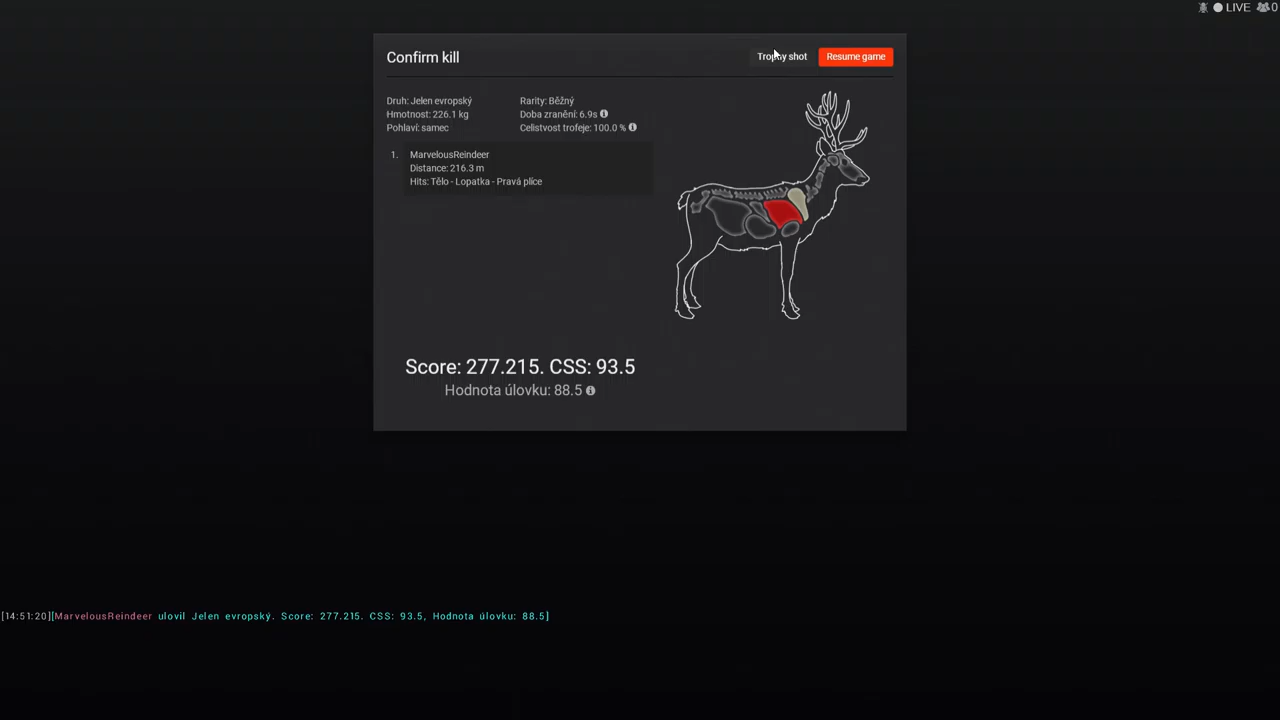 LIVE 0
Confirm kill
Trophy shot
Resume game
Druh: Jelen evropský
Rarity: Běžný
Hmotnost: 226.1 kg
Doba zranění: 6.9s
Pohlaví: samec
Celistvost trofeje: 100.0 %
1. MarvelousReindeer
Distance: 216.3 m
Hits: Tělo - Lopatka - Pravá plíce
Score: 277.215. CSS: 93.5
Hodnota úlovku: 88.5
[14:51:20][MarvelousReindeer ulovil Jelen evropský. Score: 277.215. CSS: 93.5, Hodnota úlovku: 88.5]